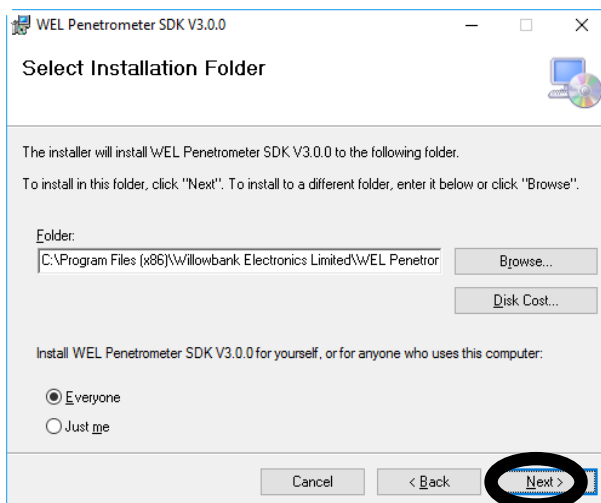 WEL Penetrometer SDK V3.0.0
Select Installation Folder
The installer will install WEL Penetrometer SDK V3.0.0 to the following folder.
To install in this folder, click "Next". To install to a different folder, enter it below or click "Browse".
Folder:
C:\Program Files (x86)\Willowbank Electronics Limited\WEL Penetror
Browse...
Disk Cost...
Install WEL Penetrometer SDK V3.0.0 for yourself, or for anyone who uses this computer:
Everyone
Just me
Cancel
< Back
Next >